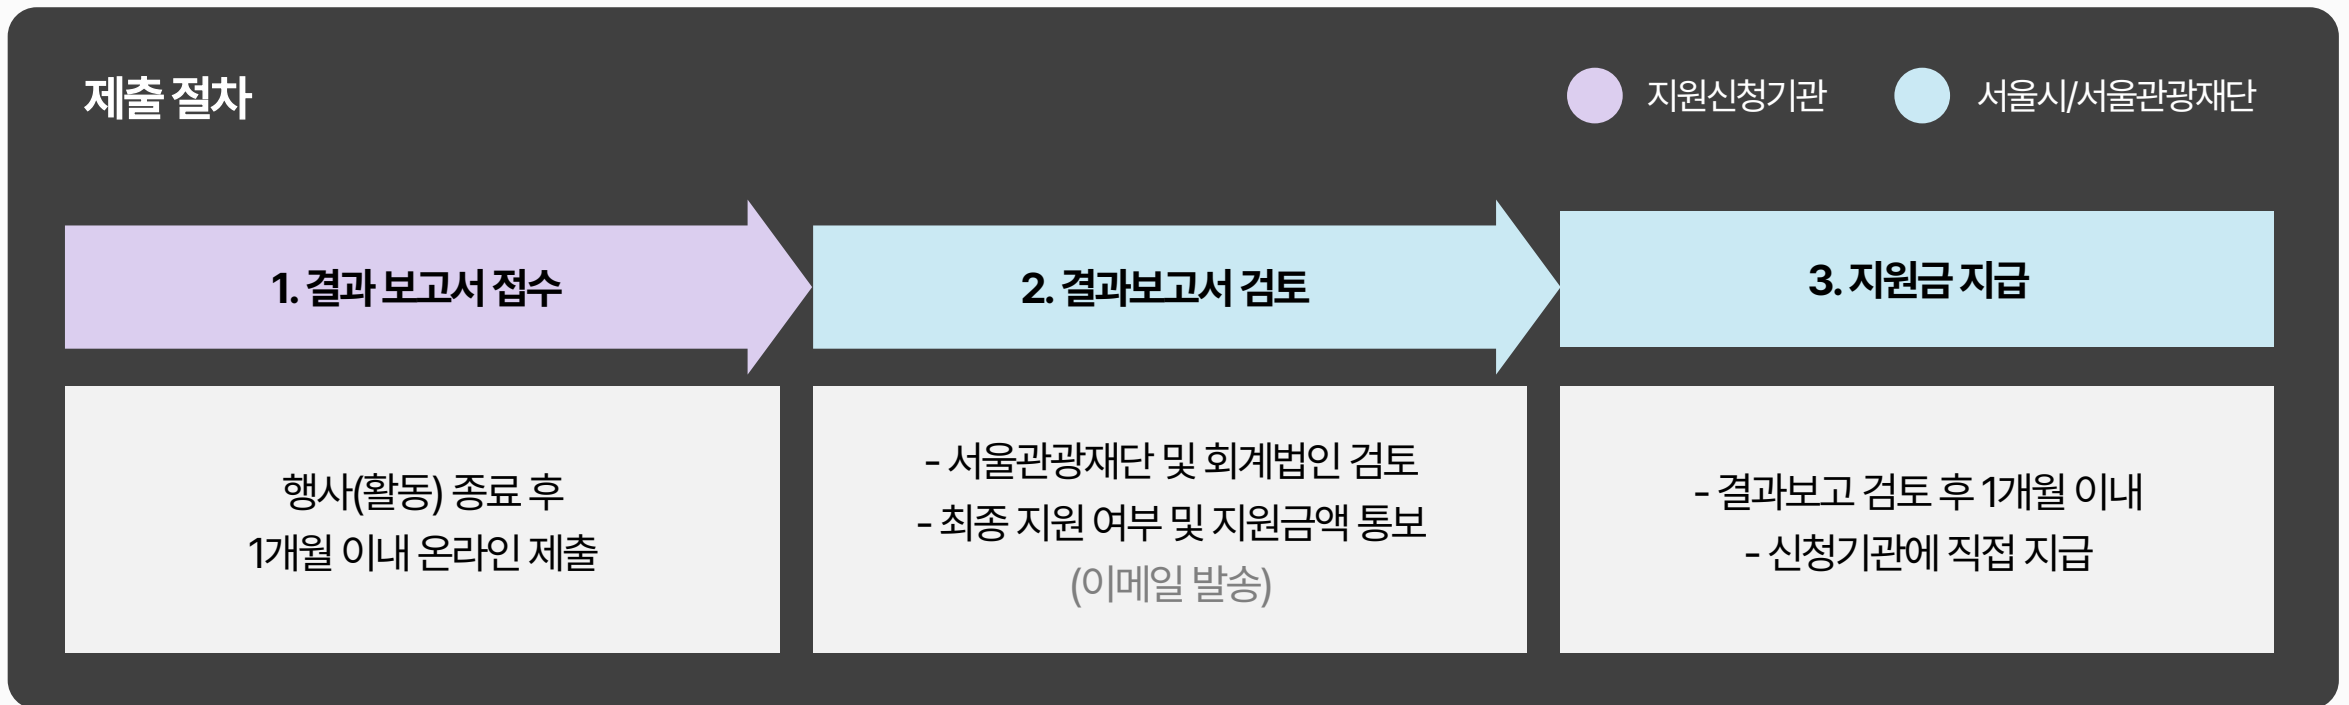 제출 절차
지원신청기관
서울시/서울관광재단
1. 결과 보고서 접수
2. 결과보고서 검토
3. 지원금 지급
행사(활동) 종료 후
1개월 이내 온라인 제출
- 서울관광재단 및 회계법인 검토
- 최종 지원 여부 및 지원금액 통보
(이메일 발송)
- 결과보고 검토 후 1개월 이내
- 신청기관에 직접 지급